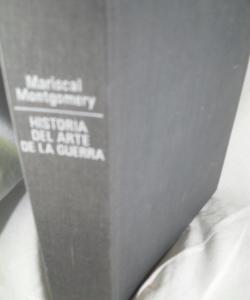 Mariscal
Montgomery
HISTORIA
DEL ARTE
DE LA GUERRA